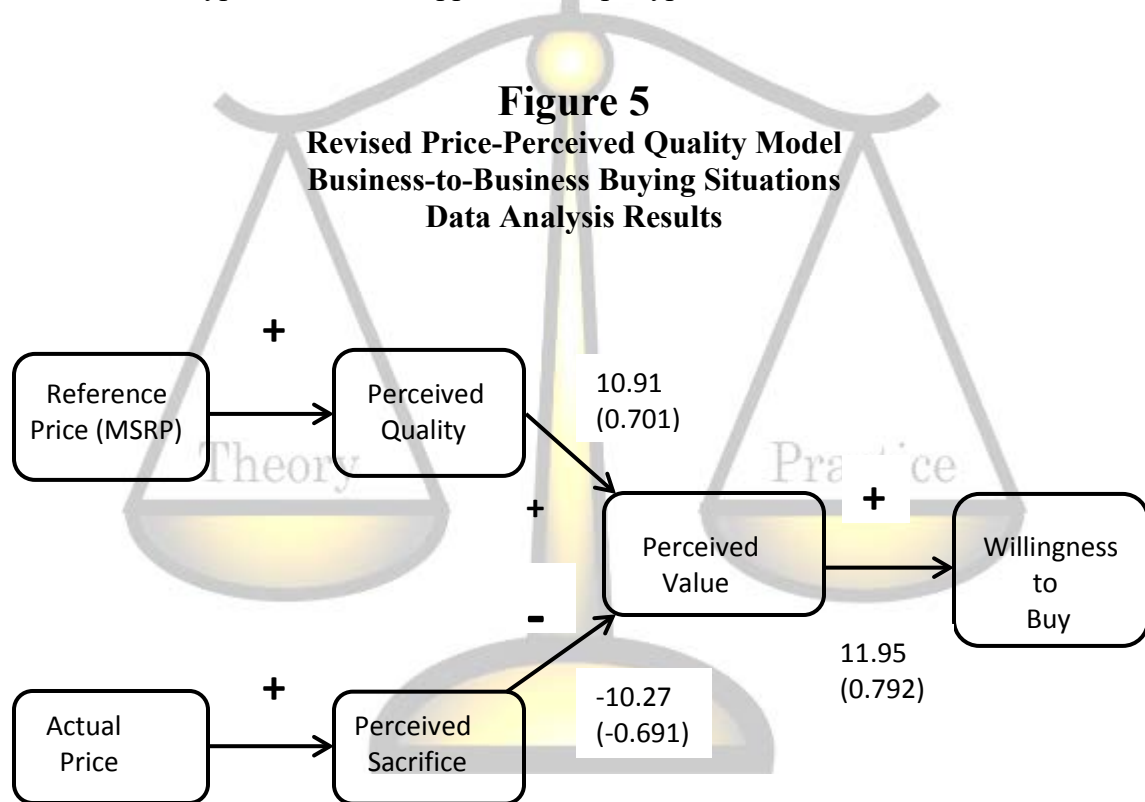 Figure 5
Revised Price-Perceived Quality Model
Business-to-Business Buying Situations
Data Analysis Results
+
Reference
Price (MSRP)
Perceived
Quality
10.91
(0.701)
Theory
+
Perceived
Value
+
Willingness
to
Buy
-
11.95
(0.792)
+
Actual
Price
Perceived
Sacrifice
-10.27
(-0.691)